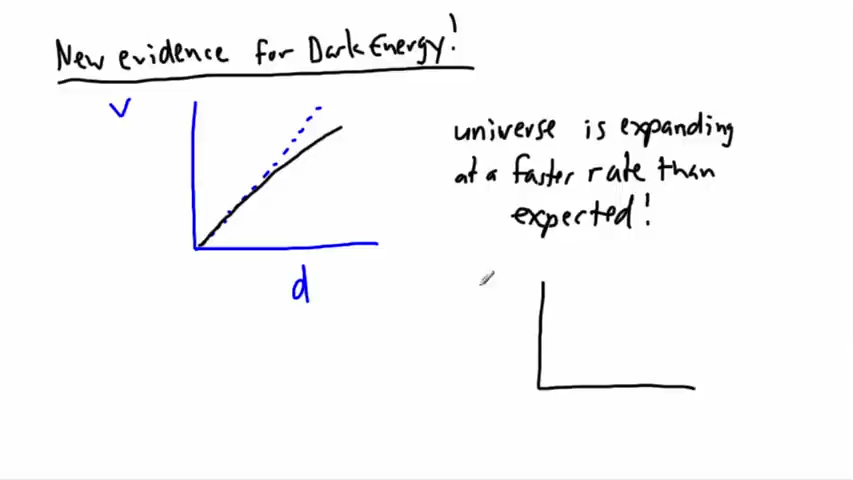 New evidence for Dark Energy!
v
universe is expanding
at a faster rate than
expected!
d